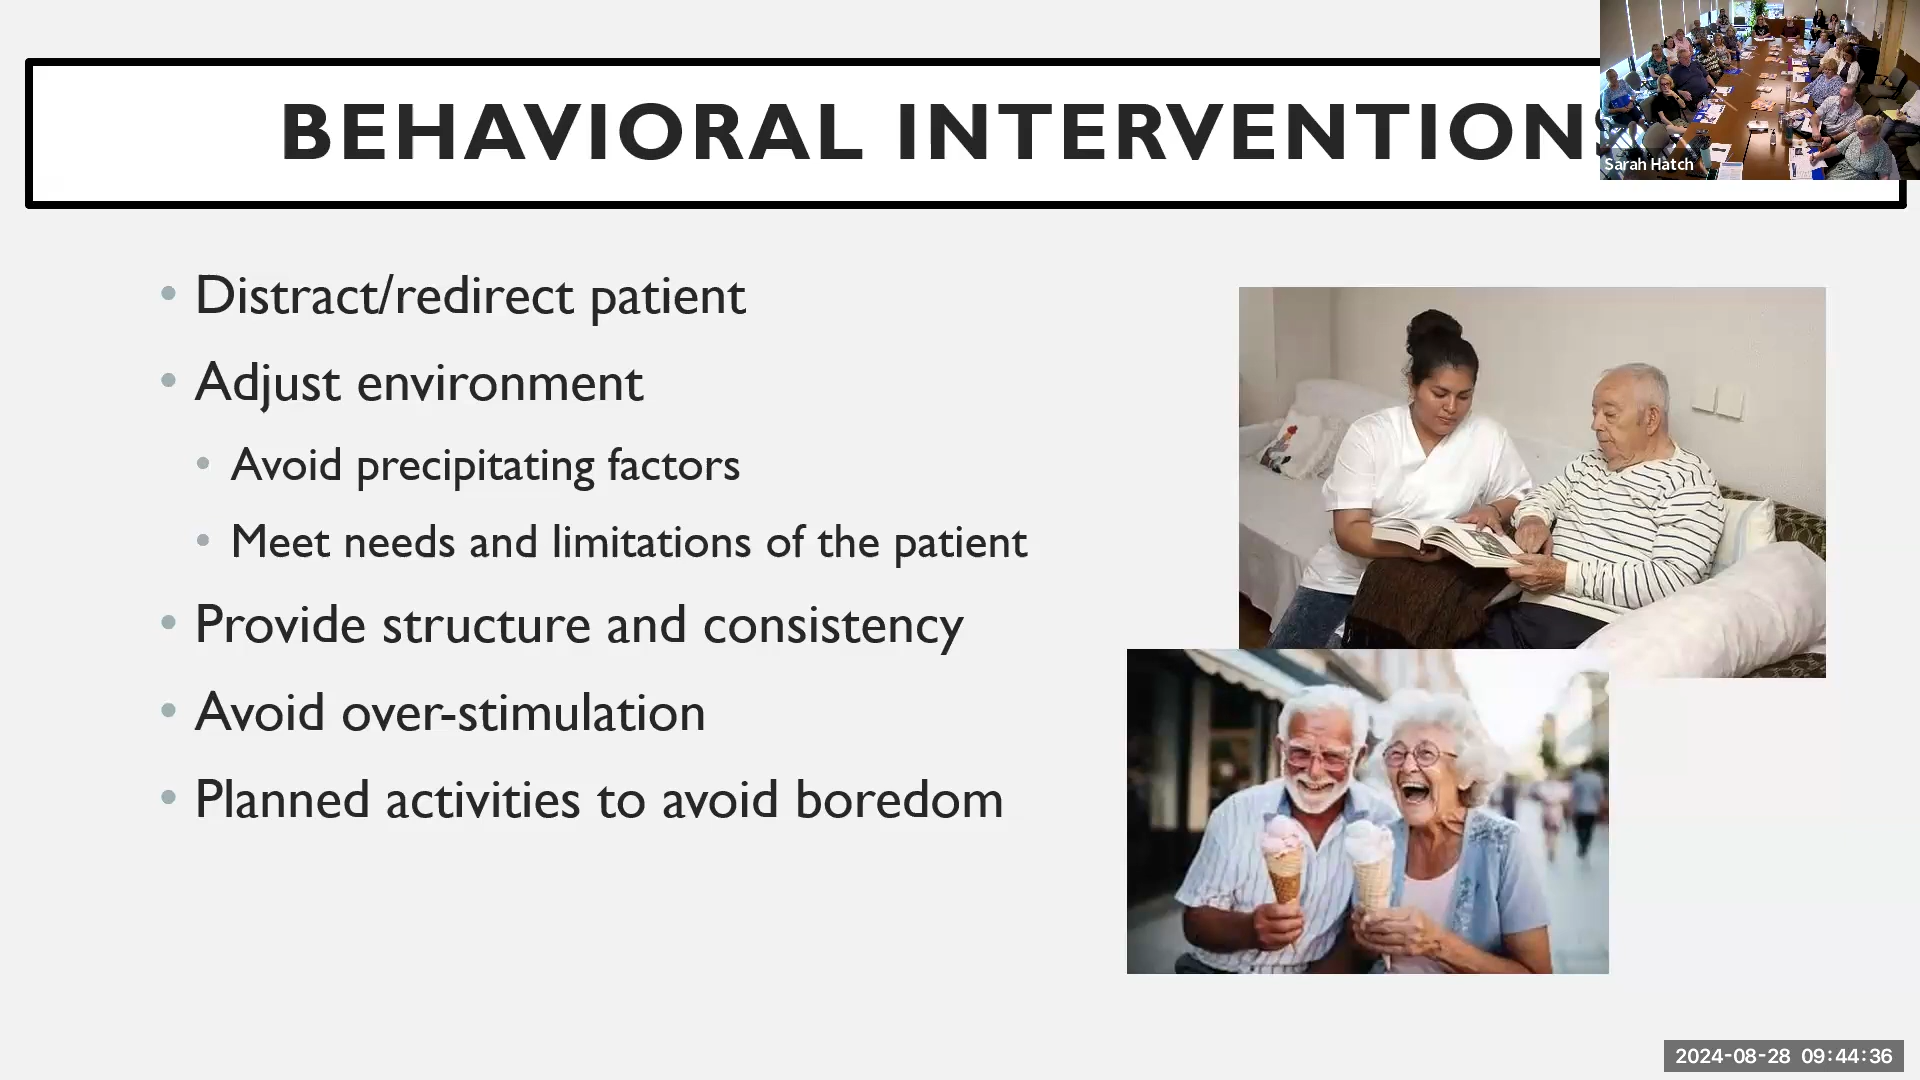 BEHAVIORAL INTERVENTIONS
Sarah Hatch
• Distract/redirect patient
• Adjust environment
• Avoid precipitating factors
• Meet needs and limitations of the patient
• Provide structure and consistency
• Avoid over-stimulation
• Planned activities to avoid boredom
2024-08-28 09:44:36